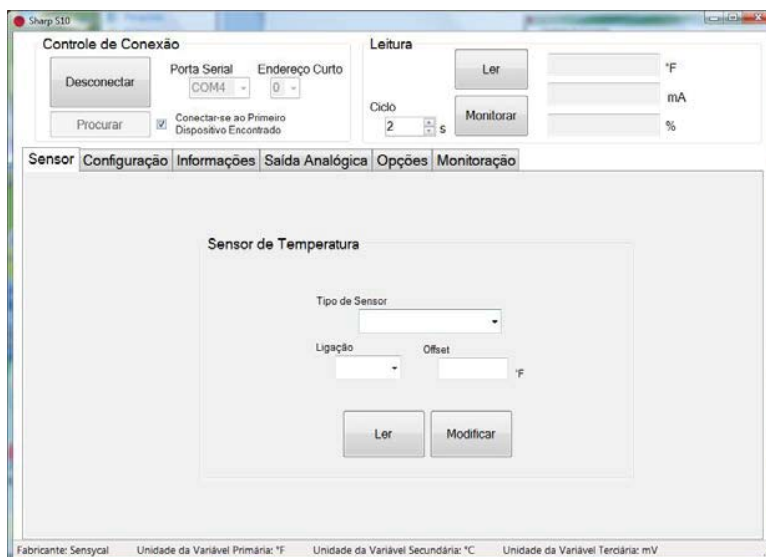 Sharp S10
Controle de Conexão
Desconectar
Porta Serial
COM4
Endereço Curto
0
Procurar
Conectar-se ao Primeiro
Dispositivo Encontrado
Leitura
Ler
°F
mA
Ciclo
2
s
Monitorar
%
Sensor Configuração Informações Saída Analógica Opções Monitoração
Sensor de Temperatura
Tipo de Sensor
Ligação
Offset
°F
Ler
Modificar
Fabricante: Sensycal Unidade da Variável Primária: °F Unidade da Variável Secundária: °C Unidade da Variável Terciária: mV